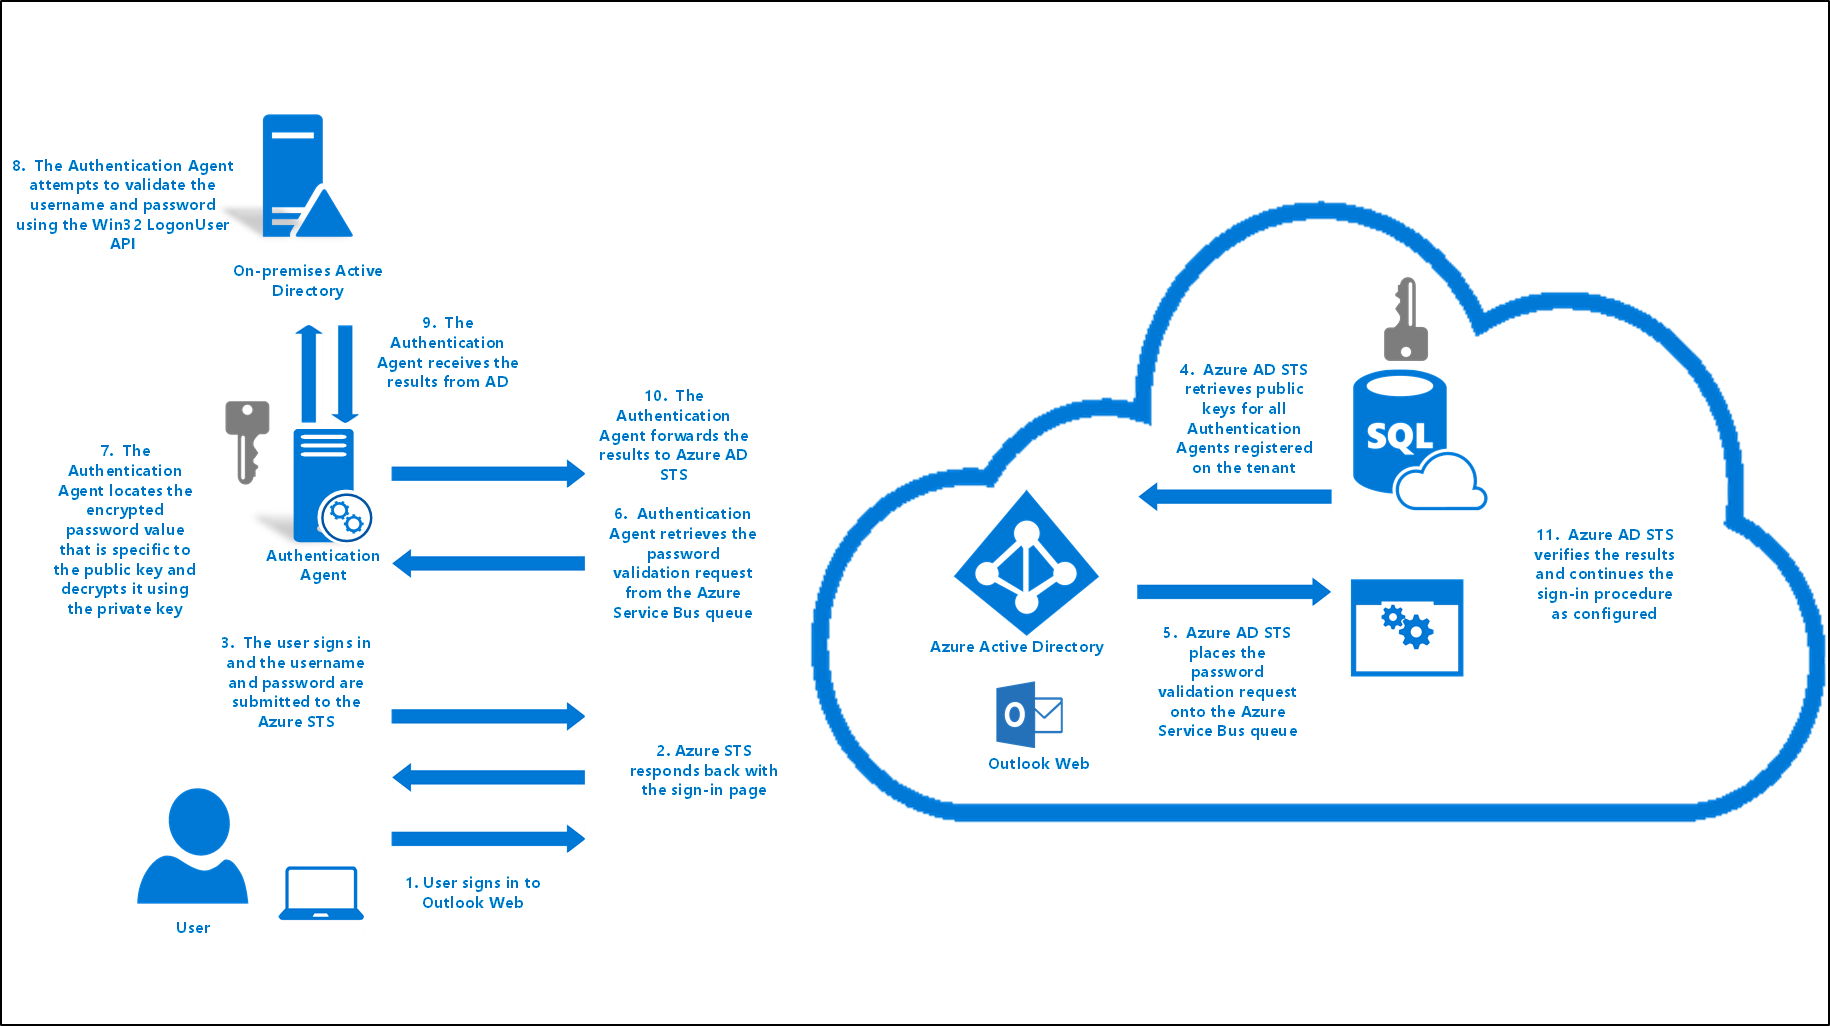 8. The Authentication Agent
attempts to validate the
username and password
using the Win32 LogonUser
API
On-premises Active
Directory
9. The
Authentication
Agent receives the
results from AD
10. The
Authentication
Agent forwards the
results to Azure AD
STS
7. The
Authentication
Agent locates the
encrypted
password value
that is specific to
the public key and
decrypts it using
the private key
Authentication
Agent
6. Authentication
Agent retrieves the
password
validation request
from the Azure
Service Bus queue
3. The user signs in
and the username
and password are
submitted to the
Azure STS
2. Azure STS
responds back with
the sign-in page
1. User signs in to
Outlook Web
User
4. Azure AD STS
retrieves public
keys for all
Authentication
Agents registered
on the tenant
SQL
11. Azure AD STS
verifies the results
and continues the
sign-in procedure
as configured
Azure Active Directory
5. Azure AD STS
places the
password
validation request
onto the Azure
Service Bus queue
O
Outlook Web